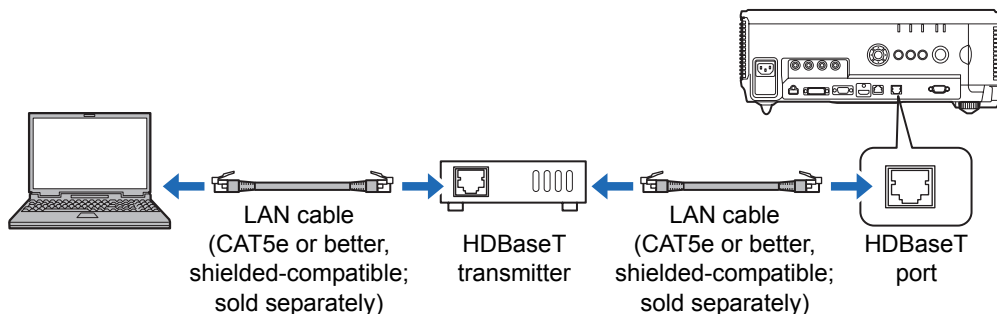 LAN cable
(CAT5e or better,
shielded-compatible;
sold separately)
HDBaseT
transmitter
LAN cable
(CAT5e or better,
shielded-compatible;
sold separately)
HDBaseT
port